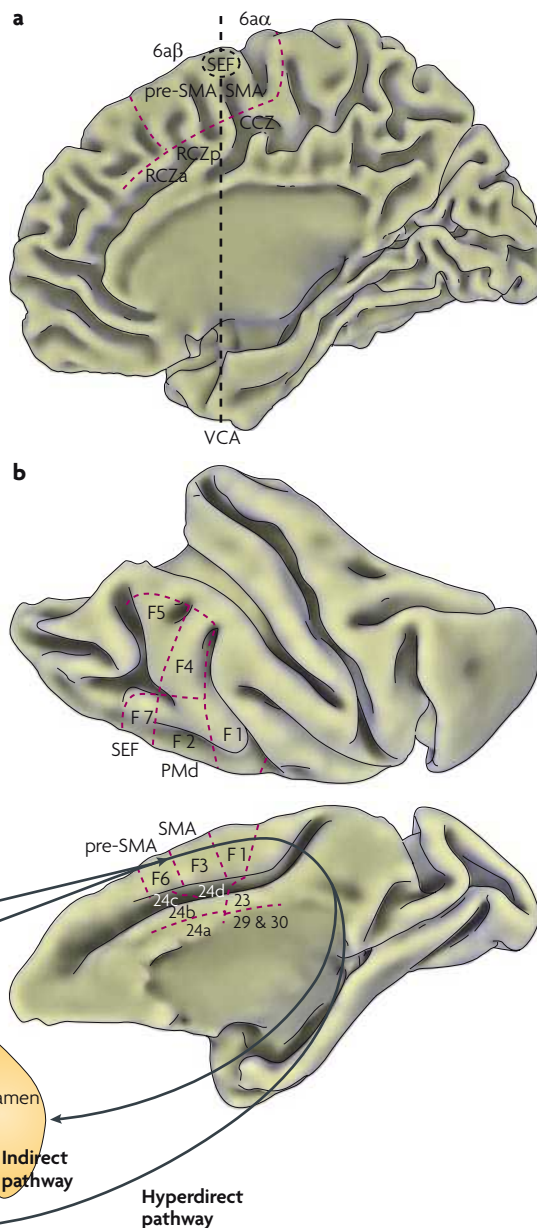 a
6aα
6aβ
SEF
pre-SMA SMA
CCZ
RCZp
RCZa
VCA
b
F5
F4
F 7
F 2
F 1
SEF
PMd
SMA
pre-SMA
F 1
F3
F6
24c
24d
23
24b
24a
29 & 30
amen
Indirect
pathway
Hyperdirect
pathway